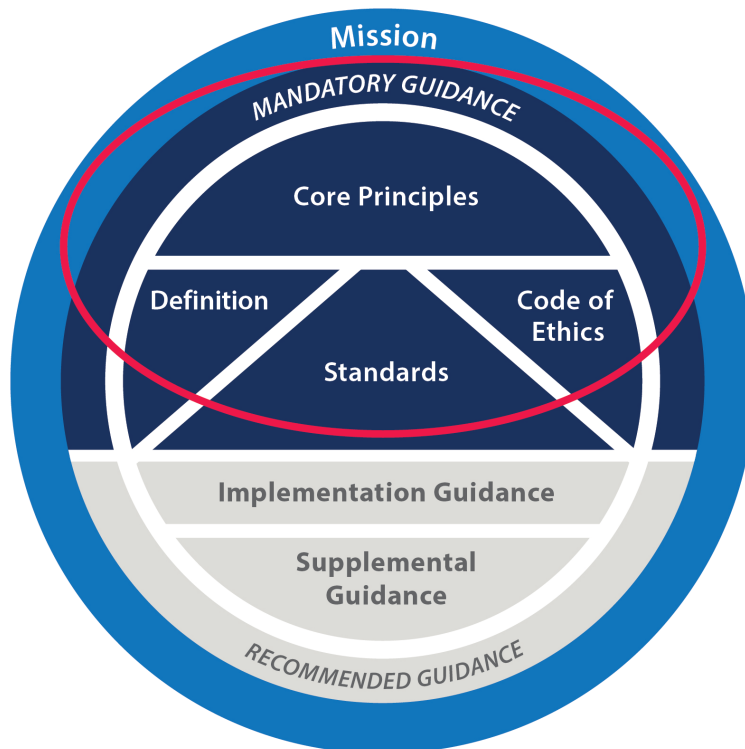 Mission
MANDATORY GUIDANCE
Core Principles
Definition
Code of
Ethics
Standards
Implementation Guidance
Supplemental
Guidance
RECOMMENDED GUIDANCE